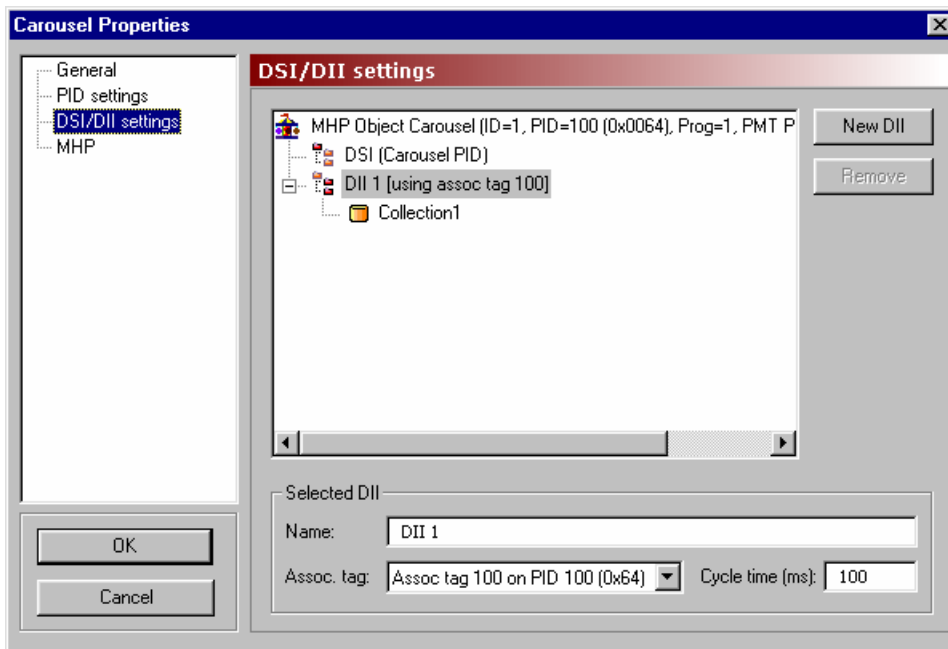 Carousel Properties
General
PID settings
DSI/DII settings
MHP
OK
Cancel
DSI/DII settings
MHP Object Carousel (ID=1, PID=100 (0x0064), Prog=1, PMT P
DSI (Carousel PID)
DII 1 [using assoc tag 100]
Collection1
New DII
Remove
Selected DII
Name: DII 1
Assoc. tag: Assoc tag 100 on PID 100 (0x64) Cycle time (ms): 100